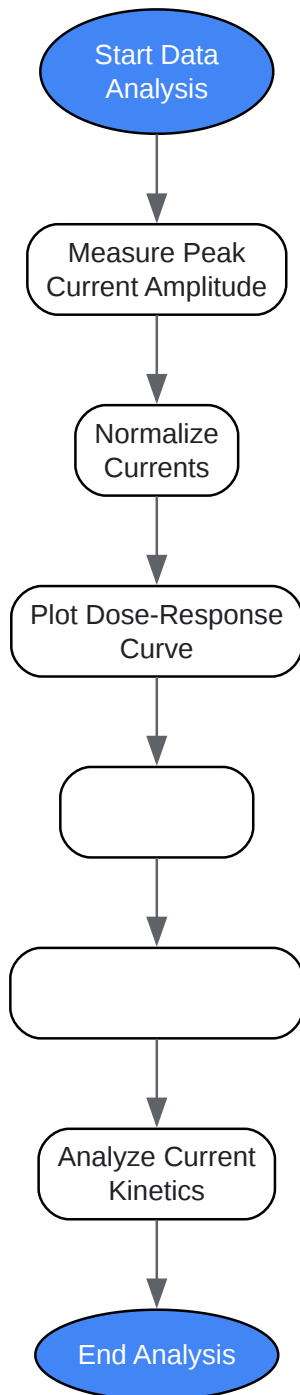 Start Data
Analysis
Measure Peak
Current Amplitude
Normalize
Currents
Plot Dose-Response
Curve
Analyze Current
Kinetics
End Analysis